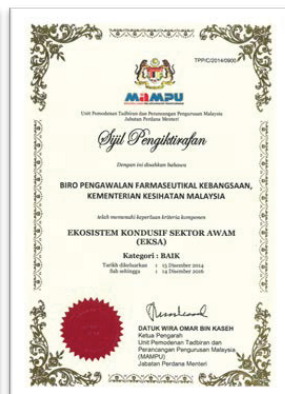 TPP/C/2014/0900
MAMPU
Unit Pemodenan Tadbiran dan Perancangan Pengurusan Malaysia
Jabatan Perdana Menteri
Sijil Pengiktirafan
Dengan ini disahkan bahawa
BIRO PENGAWALAN FARMASEUTIKAL KEBANGSAAN,
KEMENTERIAN KESIHATAN MALAYSIA
telah memenuhi keperluan kriteria komponen
EKOSISTEM KONDUSIF SEKTOR AWAM
(EKSA)
Kategori : BAIK
Tarikh dikeluarkan : 15 Disember 2014
Sah sehingga : 14 Disember 2016
DATUK WIRA OMAR BIN KASEH
Ketua Pengarah
Unit Pemodenan Tadbiran dan
Perancangan Pengurusan Malaysia
(MAMPU)
Jabatan Perdana Menteri